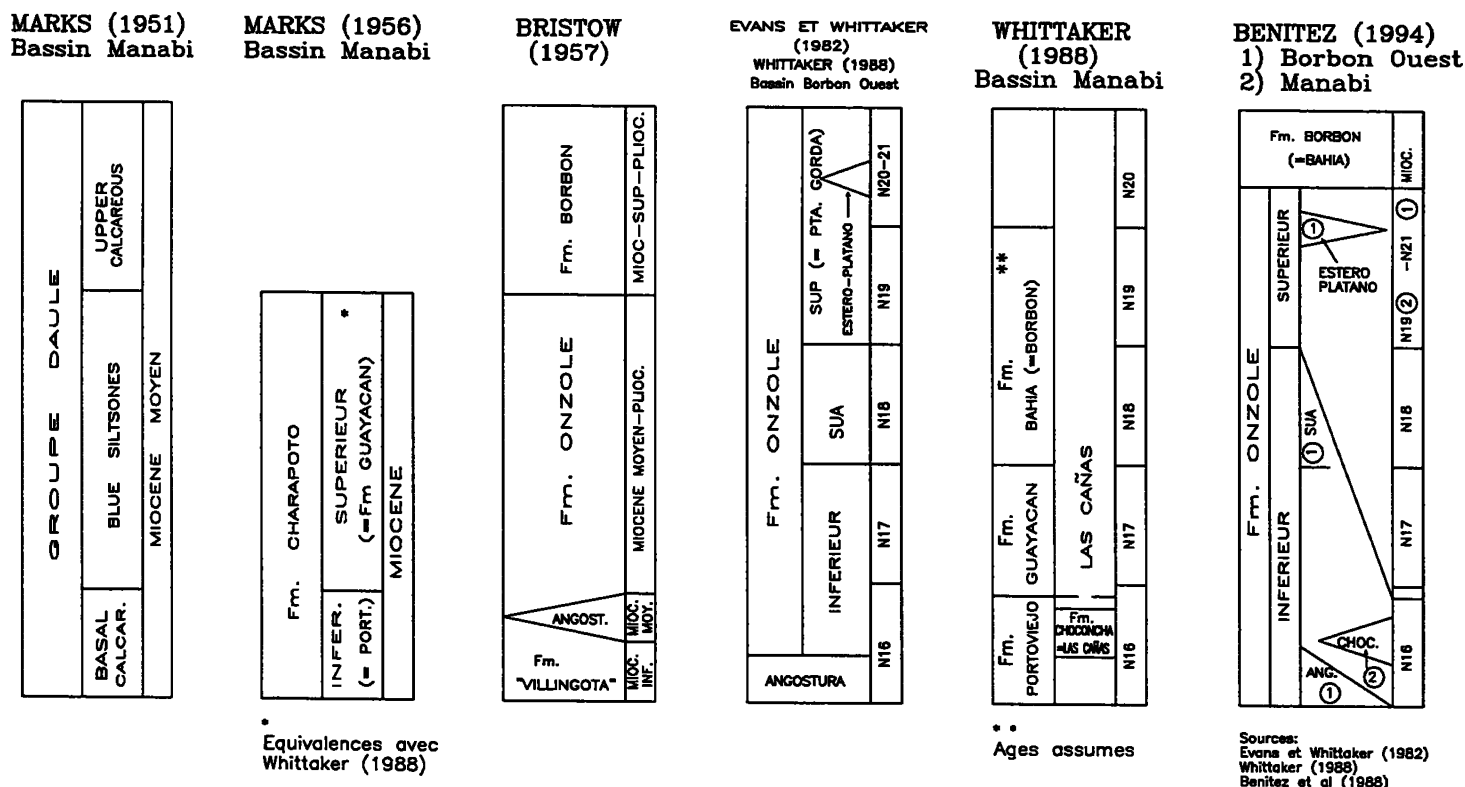 MARKS (1951)
Bassin Manabi
GROUPE DAULE
UPPER
CALCAREOUS
BLUE SILTSONES
BASAL
CALCAR.
MIOCENE MOYEN
MARKS (1956)
Bassin Manabi
Fm. CHARAPOTO
SUPERIEUR *
(=Fm GUAYACAN)
INFER.
(= PORT.)
MIOCENE
*
Equivalences avec
Whittaker (1988)
BRISTOW
(1957)
Fm. BORBON
MIOC-SUP-PLIOC.
Fm. ONZOLE
MIOCENE MOYEN-PLIOC.
ANGOST.
MIOC.
MOY.
Fm.
"VILLINGOTA"
MIOC.
INF.
EVANS ET WHITTAKER
(1982)
WHITTAKER (1988)
Bassin Borbon Ouest
Fm. ONZOLE
SUP (= PTA. GORDA)
ESTERO-PLATANO
SUA
INFERIEUR
ANGOSTURA
N20-21
N19
N18
N17
N16
WHITTAKER
(1988)
Bassin Manabi
**
Fm.
BAHIA (=BORBON)
Fm.
GUAYACAN
Fm.
PORTOVIEJO
LAS CAÑAS
Fm.
CHOCONCHA
=LAS CAÑAS
N20
N19
N18
N17
N16
**
Ages assumes
BENITEZ (1994)
1) Borbon Ouest
2) Manabi
Fm. BORBON
(=BAHIA)
MIOC.
Fm. ONZOLE
SUPERIEUR
1
ESTERO
PLATANO
N19 2 -N21 1
INFERIEUR
1 SUA
N18
N17
CHOC.
2
ANG.
1
N16
Sources:
Evans et Whittaker (1982)
Whittaker (1988)
Benitez et al (1988)